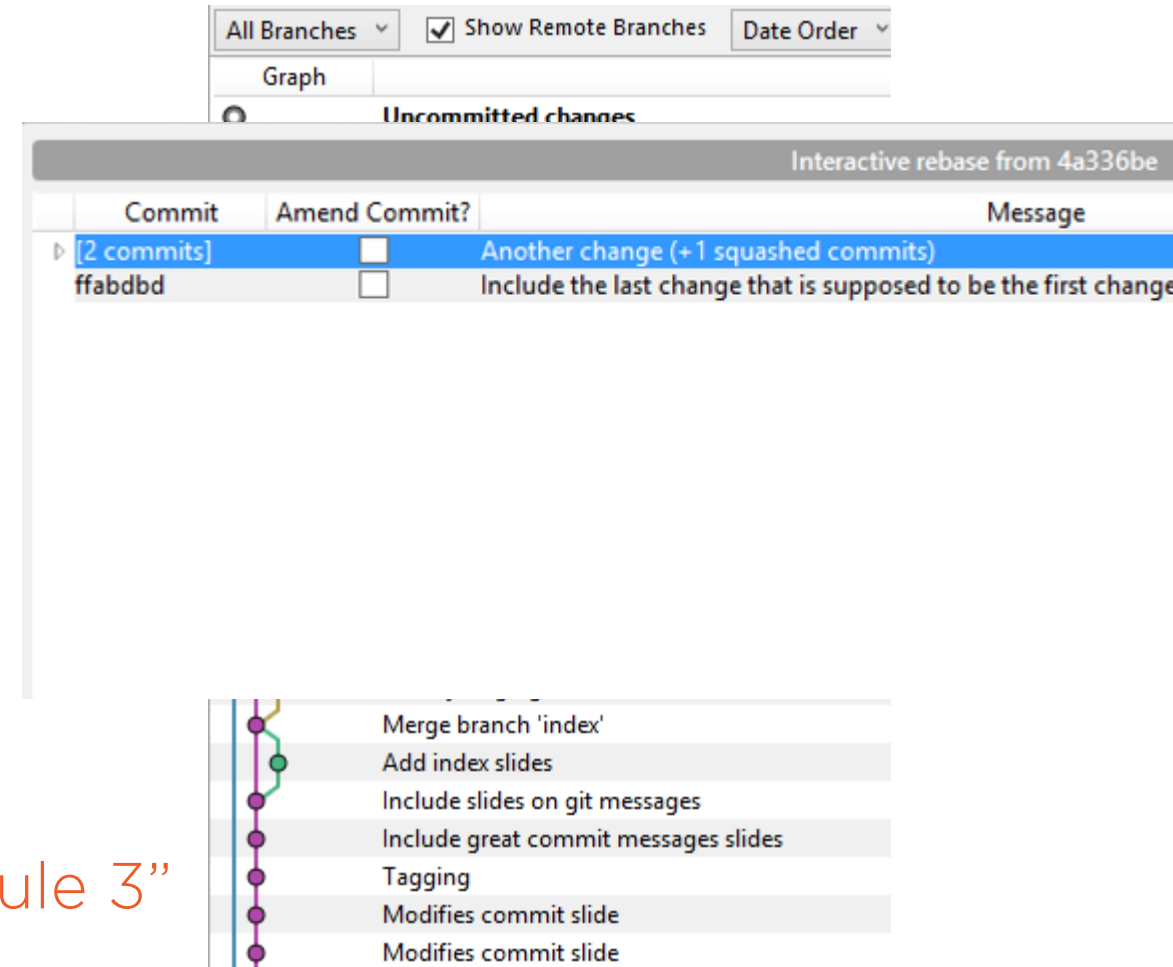 All Branches Show Remote Branches Date Order
Graph
Uncommitted changes
Interactive rebase from 4a336be
Commit Amend Commit? Message
[2 commits] Another change (+1 squashed commits)
ffabdbd Include the last change that is supposed to be the first change
Merge branch 'index'
Add index slides
Include slides on git messages
Include great commit messages slides
ule 3”
Tagging
Modifies commit slide
Modifies commit slide